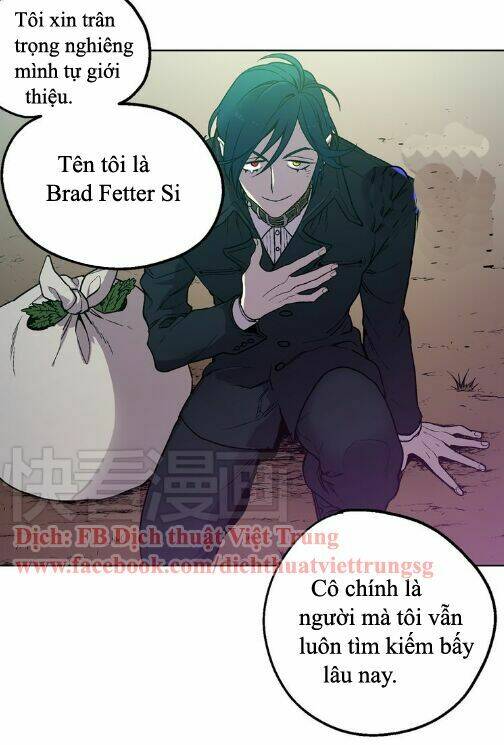 Tôi xin trân
trọng nghiêng
mình tự giới
thiệu.
Tên tôi là
Brad Fetter Si
快看漫画
Dịch: FB Dịch thuật Việt Trung
www.facebook.com/dichthuatviettrungsg
Cô chính là
người mà tôi vẫn
luôn tìm kiếm bấy
lâu nay.